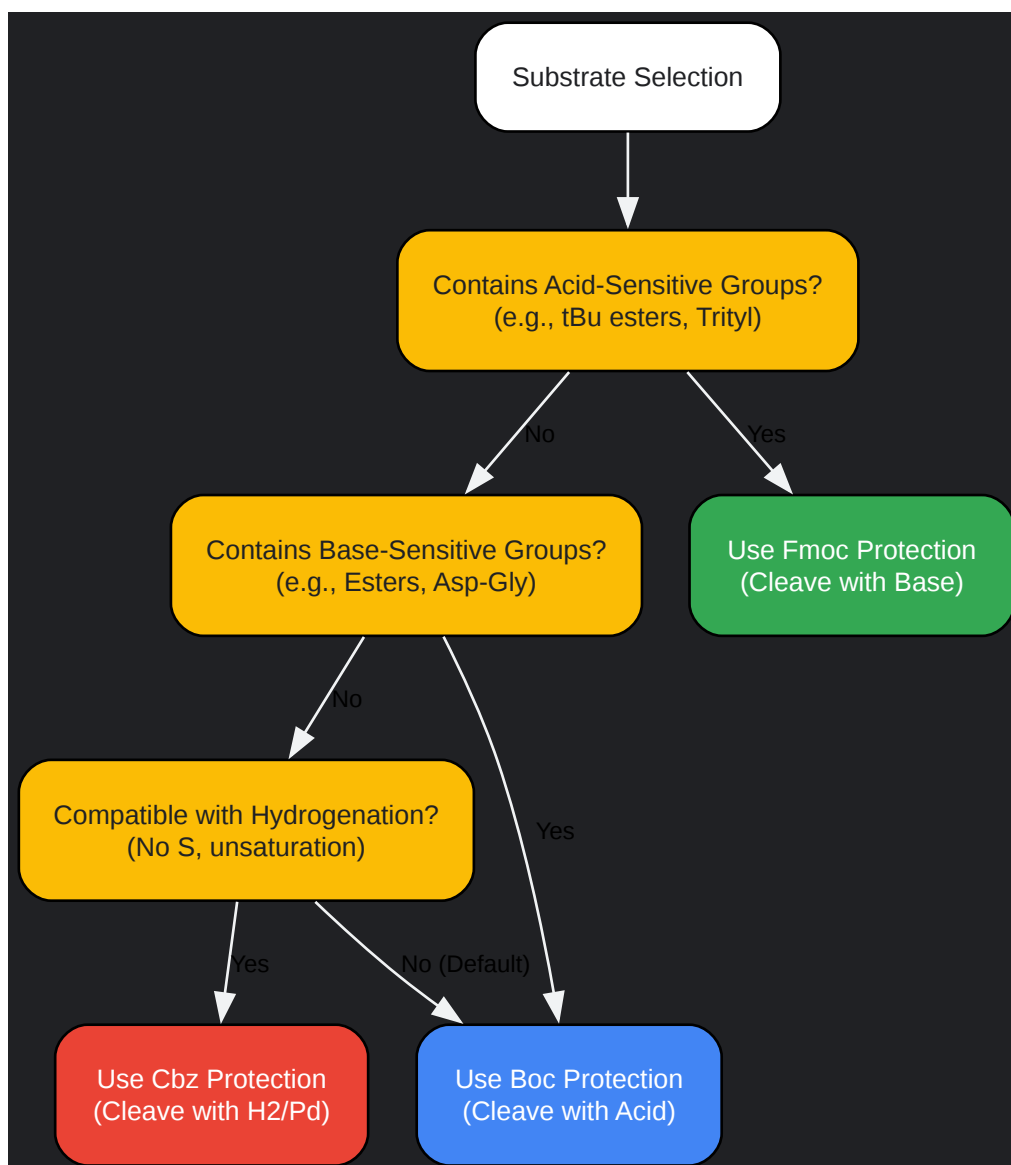 Substrate Selection
Contains Acid-Sensitive Groups?
(e.g., tBu esters, Trityl)
No
Yes
Contains Base-Sensitive Groups?
(e.g., Esters, Asp-Gly)
Use Fmoc Protection
(Cleave with Base)
No
Yes
Compatible with Hydrogenation?
(No S, unsaturation)
Yes
No (Default)
Use Cbz Protection
(Cleave with H2/Pd)
Use Boc Protection
(Cleave with Acid)